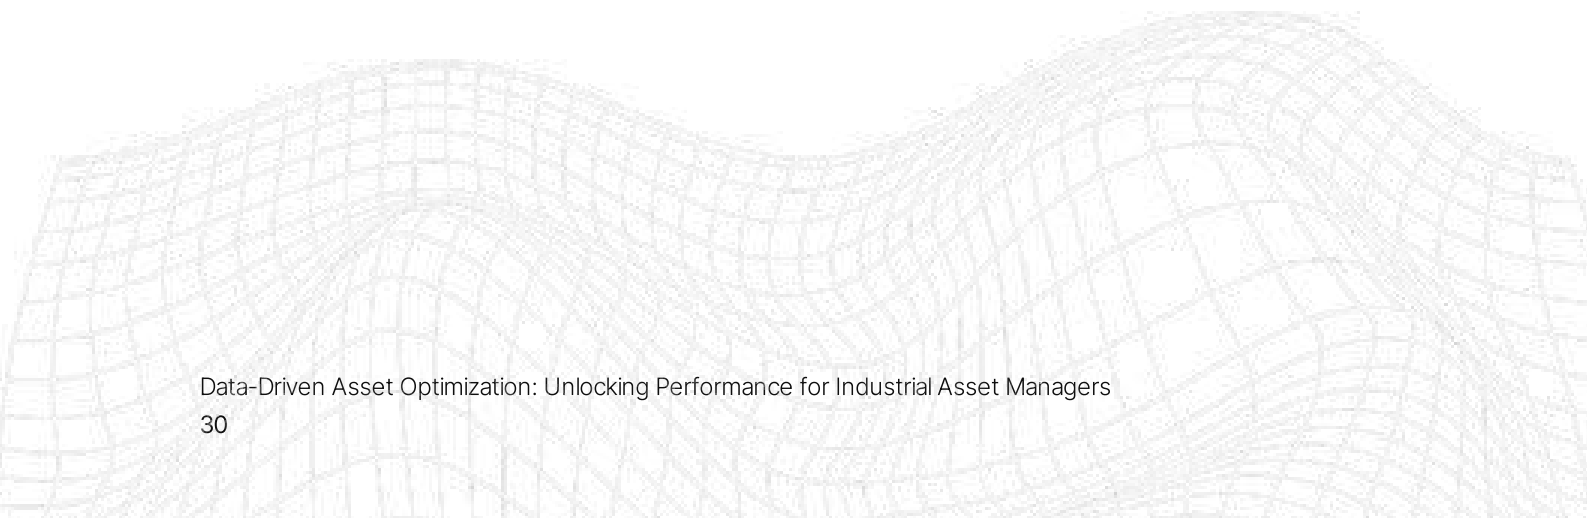 Data-Driven Asset Optimization: Unlocking Performance for Industrial Asset Managers
30